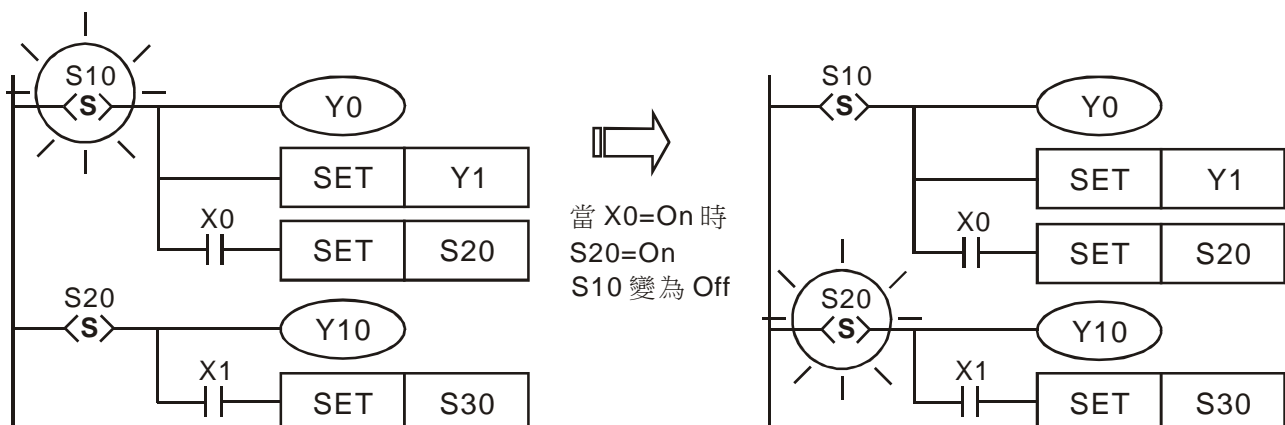 S10
S
Y0
SET Y1
X0
SET S20
S20
S
Y10
X1
SET S30
當 X0=On 時
S20=On
S10 變為 Off
S10
S
Y0
SET Y1
X0
SET S20
S20
S
Y10
X1
SET S30